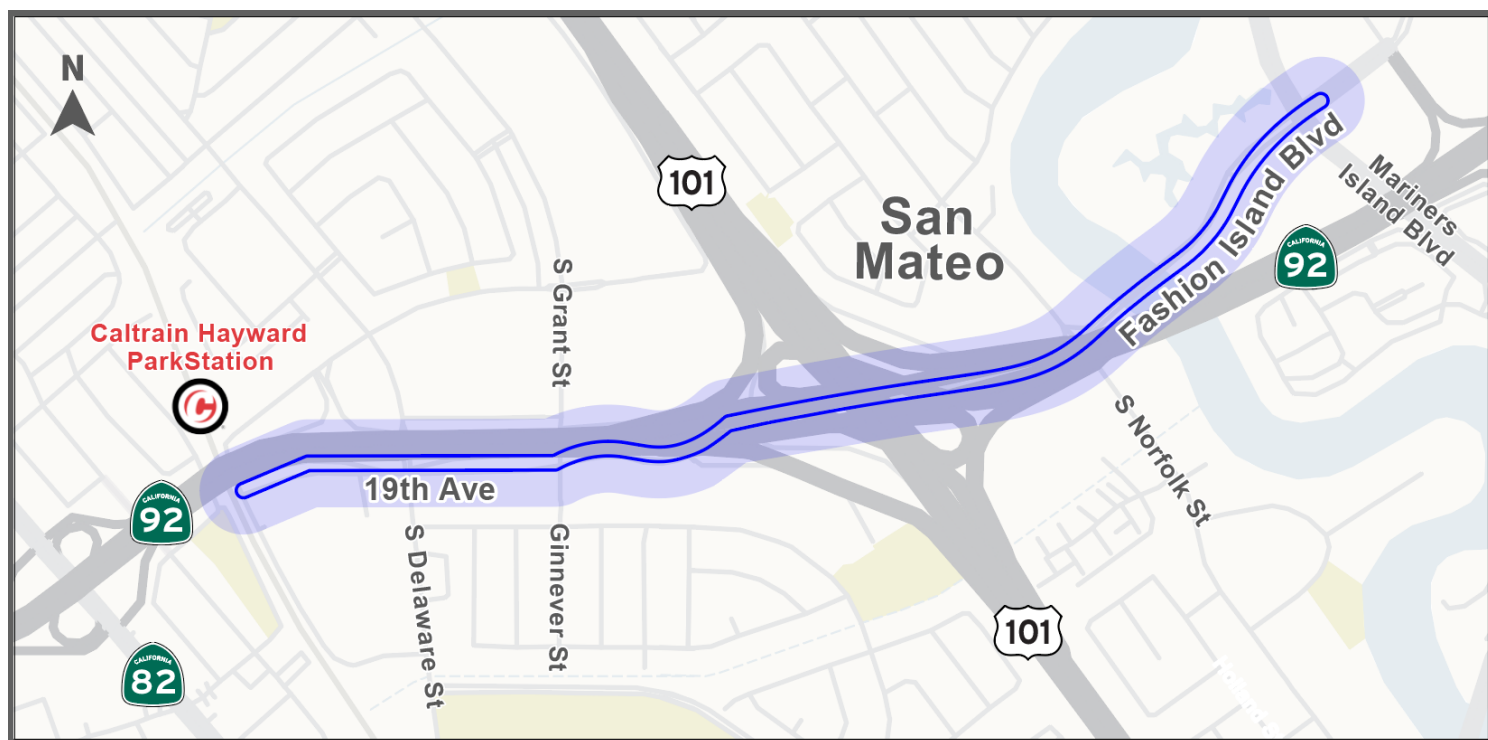 N
101
San
Mateo
Fashion Island Blvd
Mariners
Island Blvd
CALIFORNIA
92
S Grant St
Caltrain Hayward
ParkStation
C
19th Ave
S Norfolk St
CALIFORNIA
92
S Delaware St
Ginnever St
101
CALIFORNIA
82